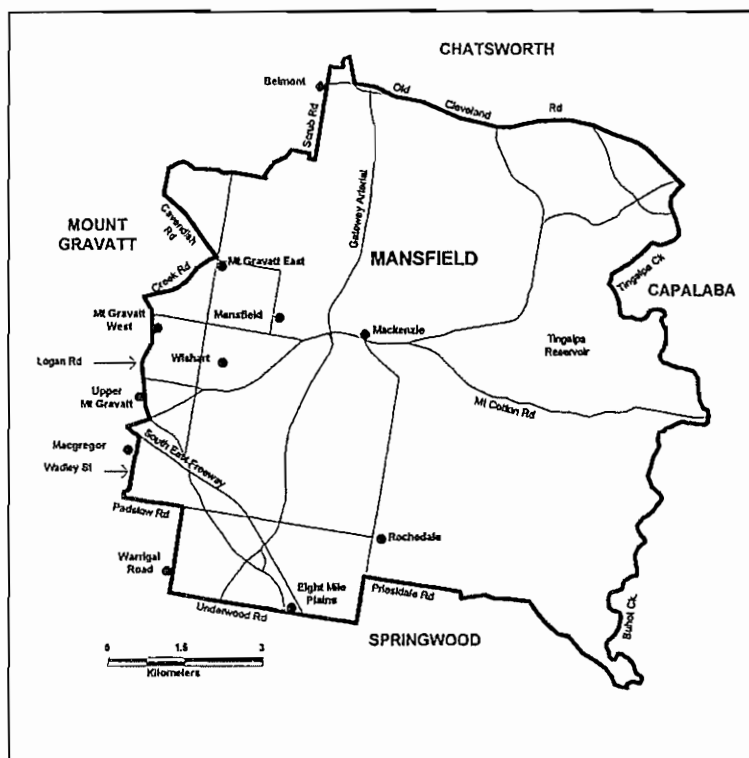 CHATSWORTH
Belmont
Old
Cleveland
Rd
Scrub Rd
Gateway Arterial
Cavendish
Rd
MOUNT
GRAVATT
Mt Gravatt East
MANSFIELD
Tingalpa Ck
CAPALABA
Creek Rd
Mt Gravatt
West
Mansfield
Mackenzie
Tingalpa
Reservoir
Logan Rd
Wishart
Upper
Mt Gravatt
Mt Cotton Rd
Macgregor
South East Freeway
Wadley St
Padstow Rd
Rochedale
Warrigal
Road
Eight Mile
Plains
Priestdale Rd
Underwood Rd
Buhot Ck
SPRINGWOOD
0 1.5 3
Kilometers